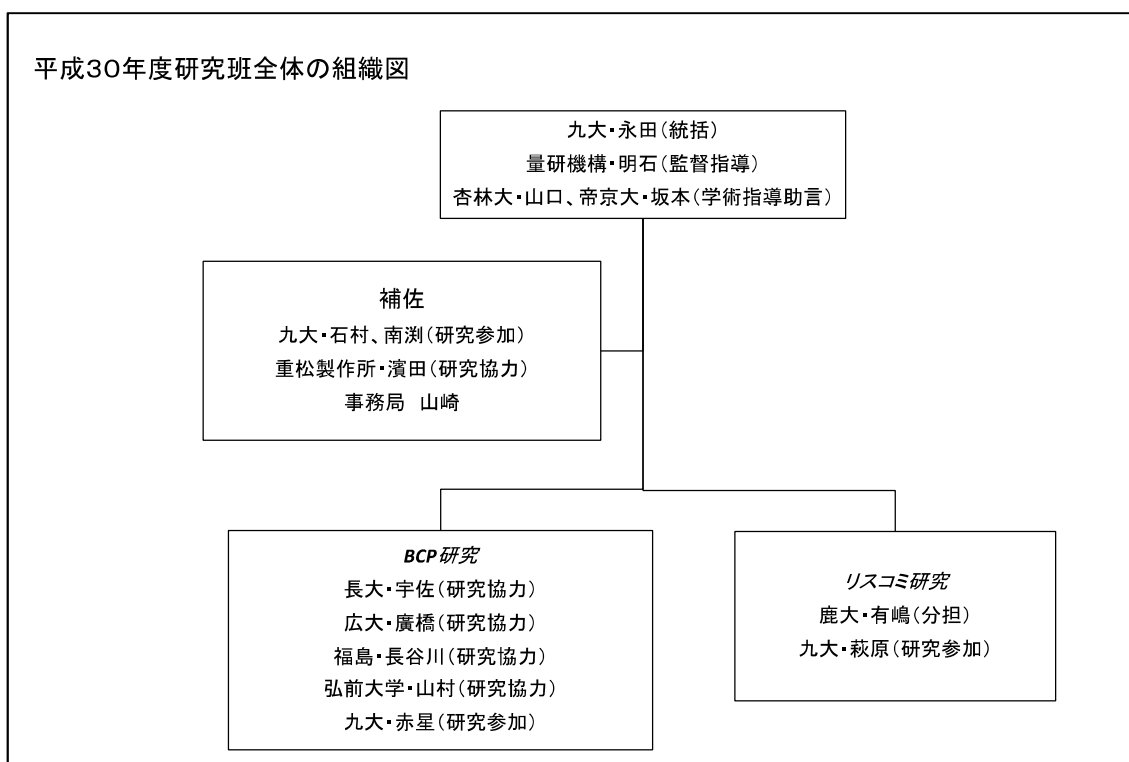 平成30年度研究班全体の組織図
九大・永田(統括)
量研機構・明石(監督指導)
杏林大・山口、帝京大・坂本(学術指導助言)
補佐
九大・石村、南渕(研究参加)
重松製作所・濱田(研究協力)
事務局　山崎
BCP研究
長大・宇佐(研究協力)
広大・廣橋(研究協力)
福島・長谷川(研究協力)
弘前大学・山村(研究協力)
九大・赤星(研究参加)
リスコミ研究
鹿大・有嶋(分担)
九大・萩原(研究参加)